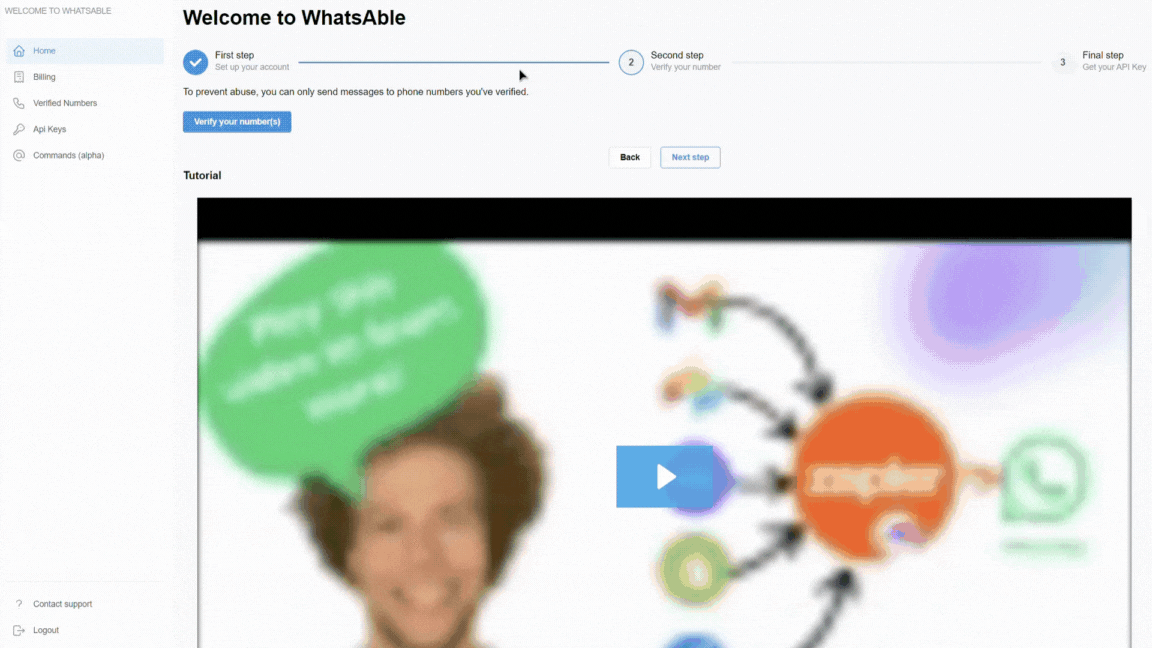 WELCOME TO WHATSABLE
Home
Billing
Verified Numbers
Api Keys
Commands (alpha)
Contact support
Logout
Welcome to WhatsAble
First step
Set up your account
2
Second step
Verify your number
3
Final step
Get your API Key
To prevent abuse, you can only send messages to phone numbers you've verified.
Verify your number(s)
Back
Next step
Tutorial